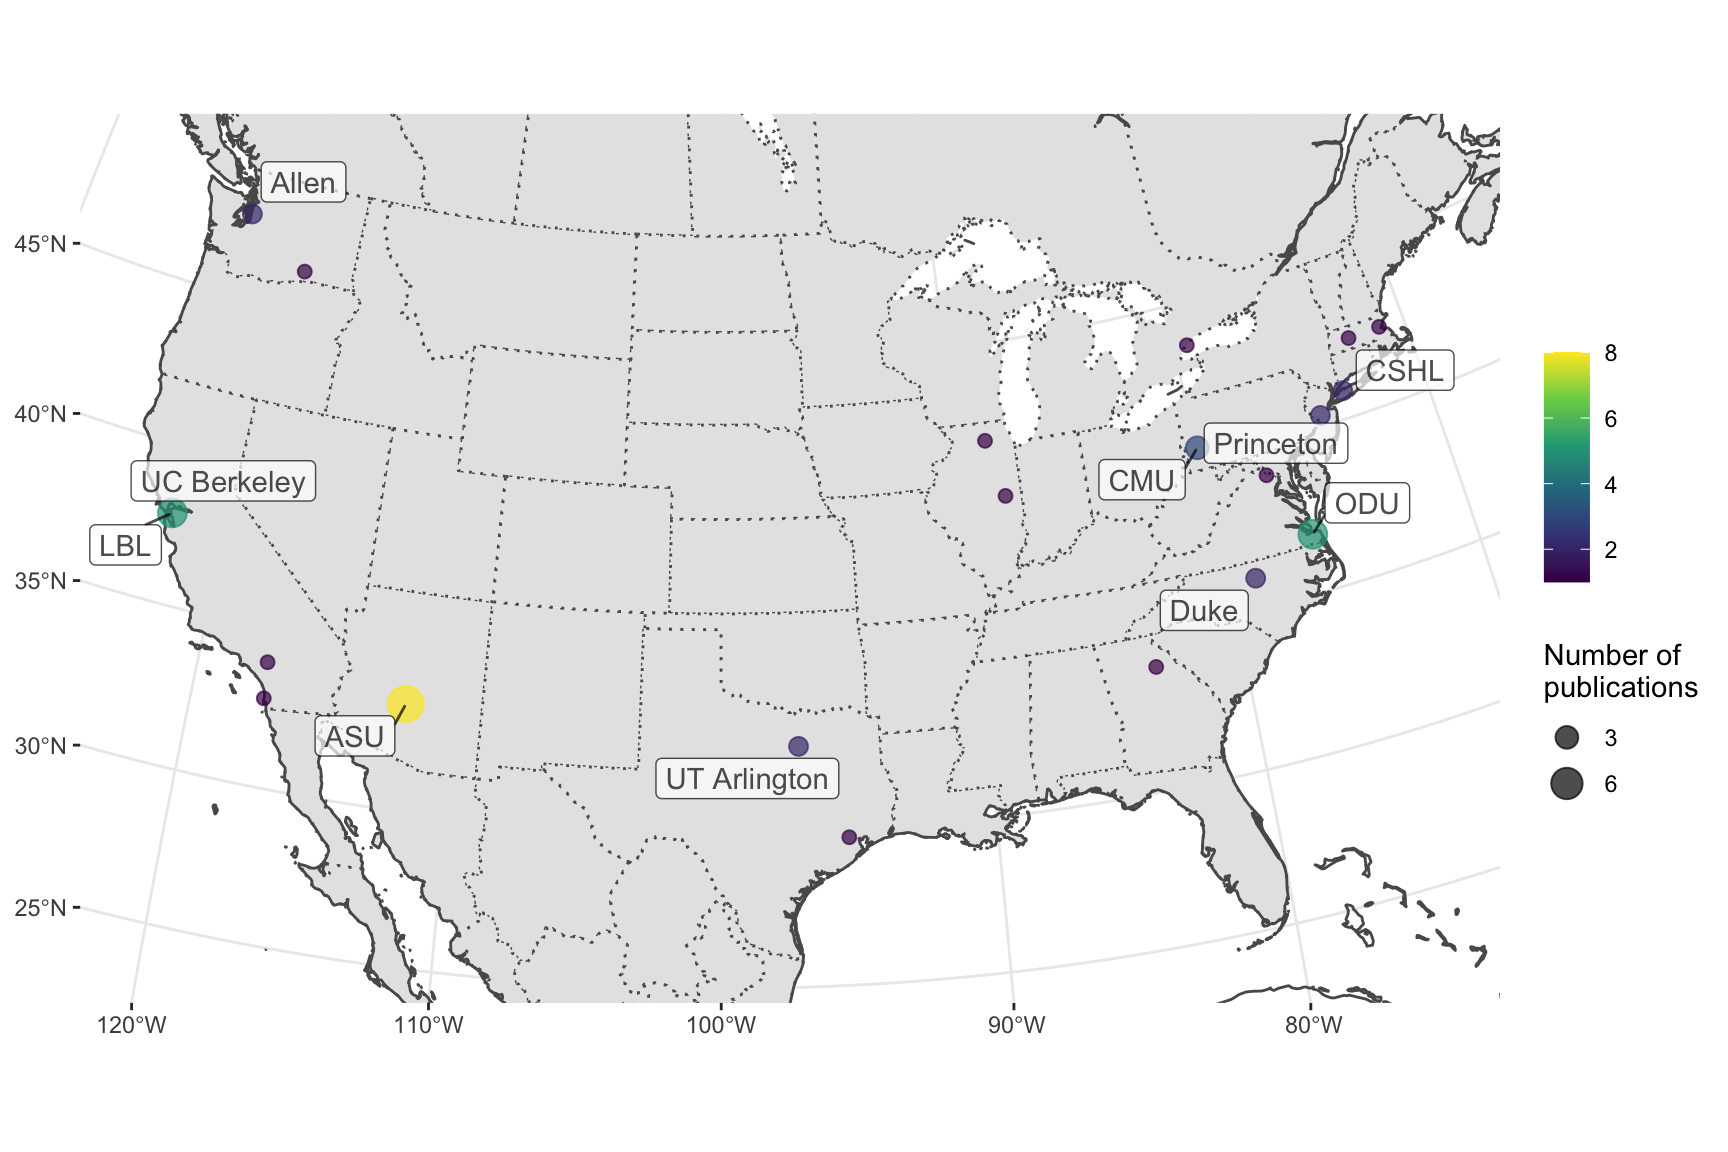 Allen
45°N
CSHL
8
40°N
6
Princeton
UC Berkeley
CMU
4
ODU
LBL
2
35°N
Duke
Number of
publications
ASU
3
30°N
UT Arlington
6
25°N
120°W
110°W
100°W
90°W
80°W